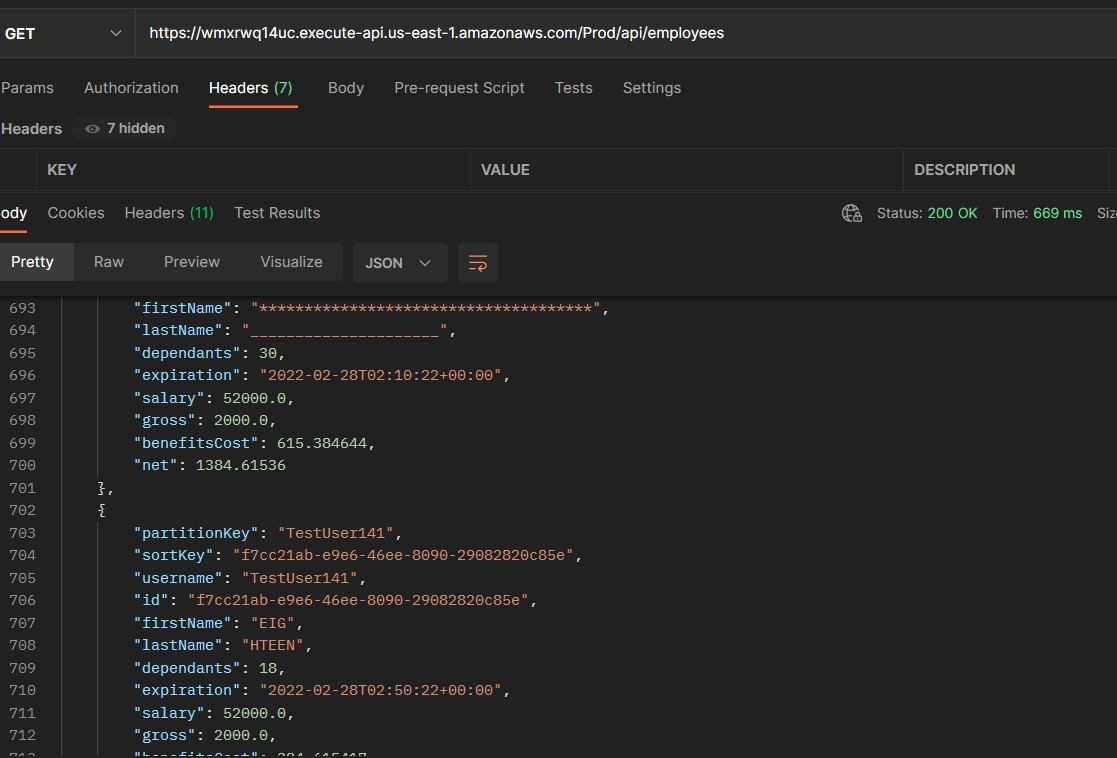 GET https://wmxrwq14uc.execute-api.us-east-1.amazonaws.com/Prod/api/employees
Params Authorization Headers (7) Body Pre-request Script Tests Settings
Headers 7 hidden
KEY VALUE DESCRIPTION
ody Cookies Headers (11) Test Results Status: 200 OK Time: 669 ms Siz
Pretty Raw Preview Visualize JSON
693 "firstName": "*************************************",
694 "lastName": "_____________________",
695 "dependants": 30,
696 "expiration": "2022-02-28T02:10:22+00:00",
697 "salary": 52000.0,
698 "gross": 2000.0,
699 "benefitsCost": 615.384644,
700 "net": 1384.61536
701 },
702 {
703 "partitionKey": "TestUser141",
704 "sortKey": "f7cc21ab-e9e6-46ee-8090-29082820c85e",
705 "username": "TestUser141",
706 "id": "f7cc21ab-e9e6-46ee-8090-29082820c85e",
707 "firstName": "EIG",
708 "lastName": "HTEEN",
709 "dependants": 18,
710 "expiration": "2022-02-28T02:50:22+00:00",
711 "salary": 52000.0,
712 "gross": 2000.0,
713 "benefitsCost":